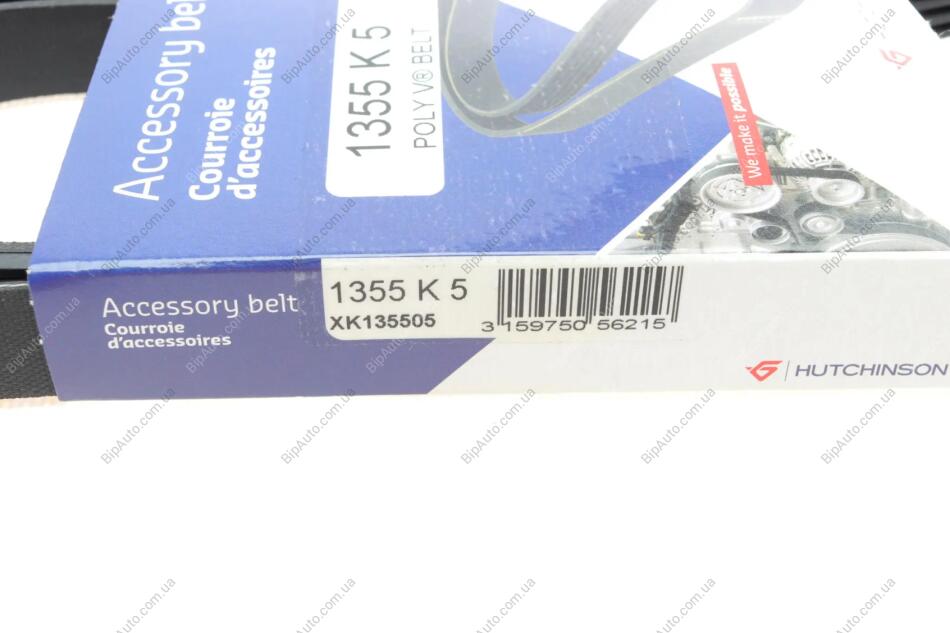 Accessory belt
Courroie
d'accessoires
1355 K 5
POLY V® BELT
We make it possible
Accessory belt
Courroie
d'accessoires
1355 K 5
XK135505
3 159750 56215
HUTCHINSON
BipAuto.com.ua